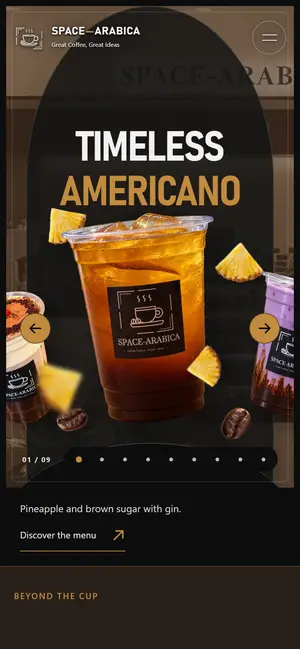 SPACE—ARABICA
Great Coffee, Great Ideas
SPACE-ARAB
TIMELESS
AMERICANO
SPACE-ARABICA
01 / 09
Pineapple and brown sugar with gin.
Discover the menu
BEYOND THE CUP